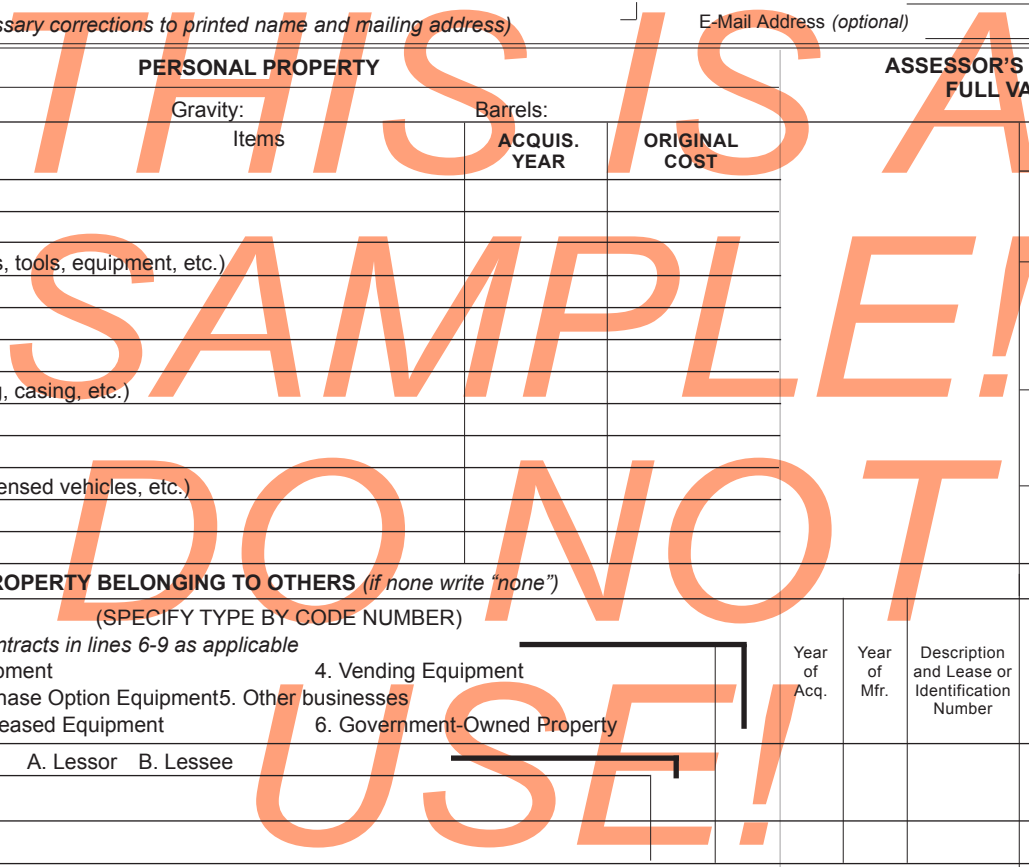 ssary corrections to printed name and mailing address)
E-Mail Address (optional)
PERSONAL PROPERTY
ASSESSOR'S
FULL VA
Gravity: Barrels:
Items
ACQUIS.
YEAR
ORIGINAL
COST
s, tools, equipment, etc.)
g, casing, etc.)
ensed vehicles, etc.)
ROPERTY BELONGING TO OTHERS (if none write “none”)
(SPECIFY TYPE BY CODE NUMBER)
ntracts in lines 6-9 as applicable
pment 4. Vending Equipment
hase Option Equipment5. Other businesses
eased Equipment 6. Government-Owned Property
Year
of
Acq.
Year
of
Mfr.
Description
and Lease or
Identification
Number
A. Lessor B. Lessee
THIS IS A
SAMPLE!
DO NOT
USE!